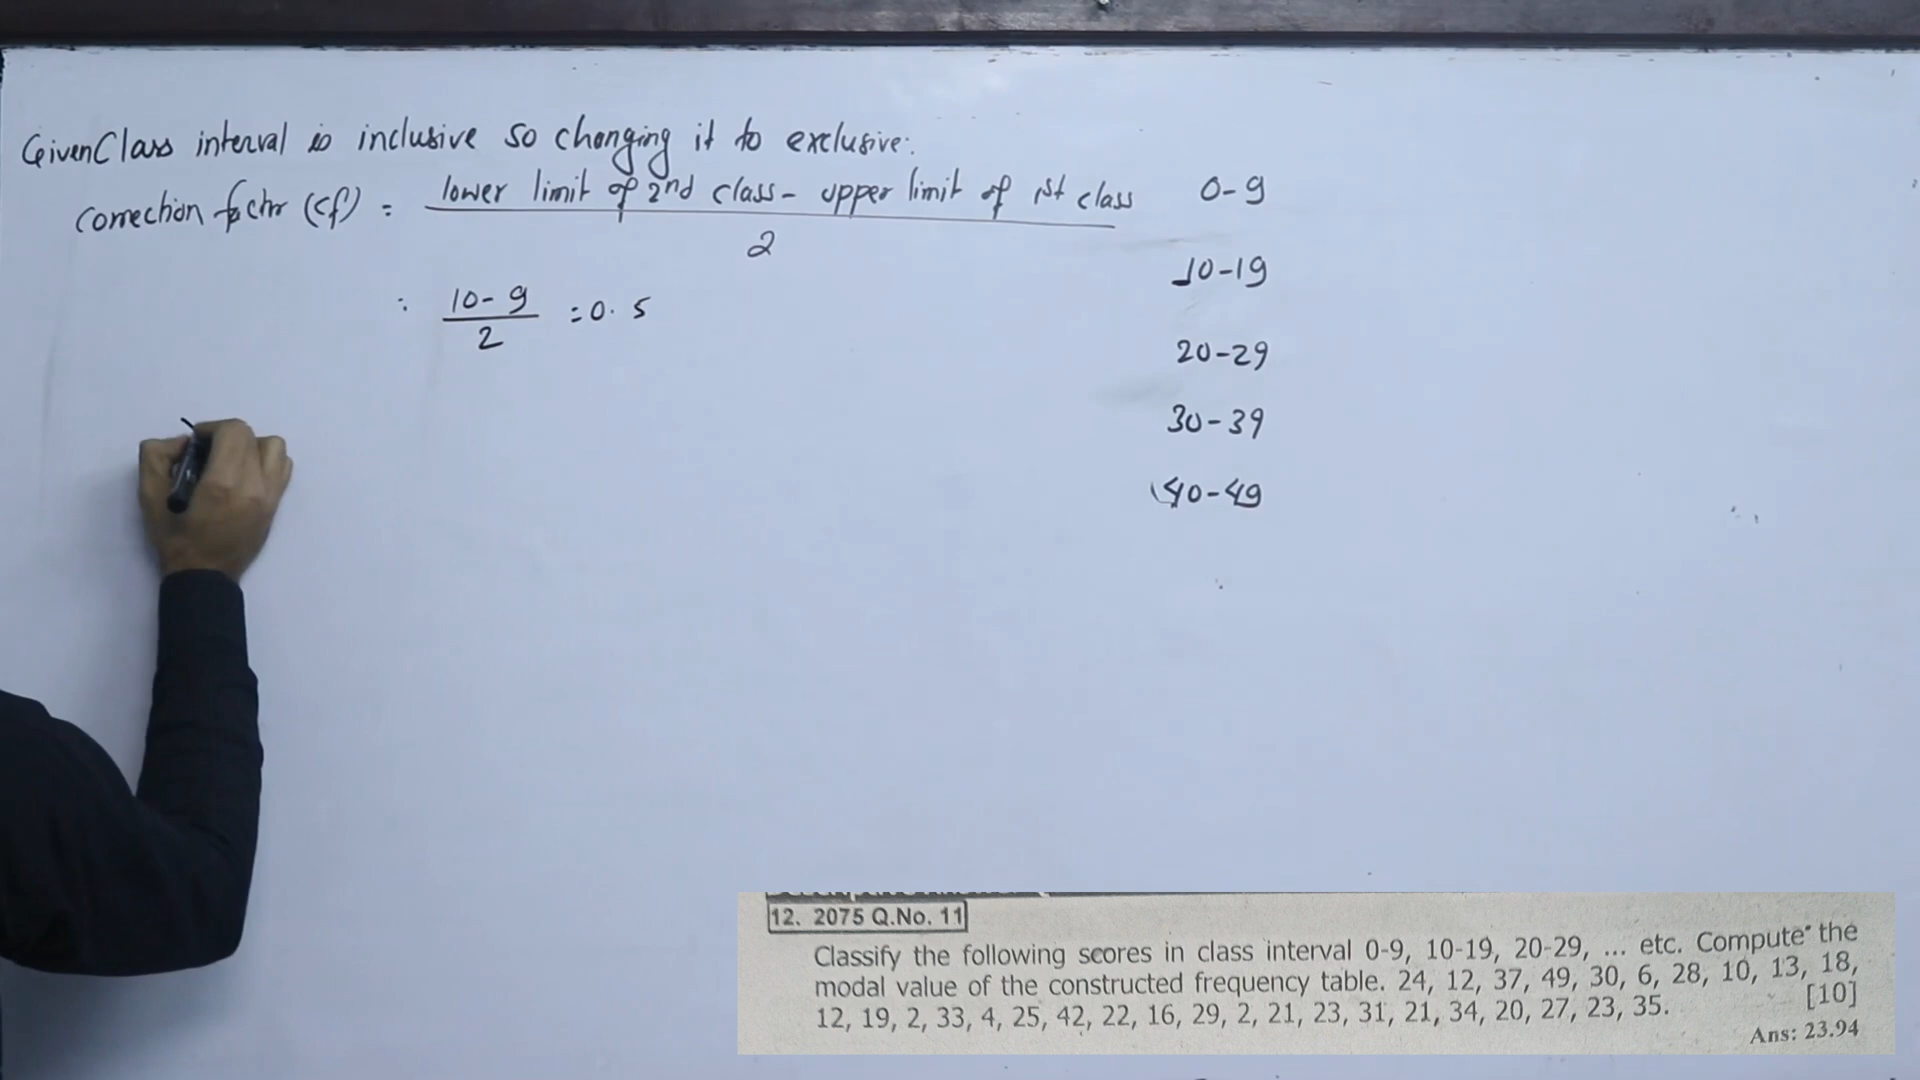 Given Class interval is inclusive so changing it to exclusive:
Correction factor (cf) = lower limit of 2nd class - upper limit of 1st class
2
: 10-9 = 0.5
2
0-9
10-19
20-29
30-39
40-49
12. 2075 Q.No. 11
Classify the following scores in class interval 0-9, 10-19, 20-29, ... etc. Compute the
modal value of the constructed frequency table. 24, 12, 37, 49, 30, 6, 28, 10, 13, 18,
12, 19, 2, 33, 4, 25, 42, 22, 16, 29, 2, 21, 23, 31, 21, 34, 20, 27, 23, 35. [10]
Ans: 23.94